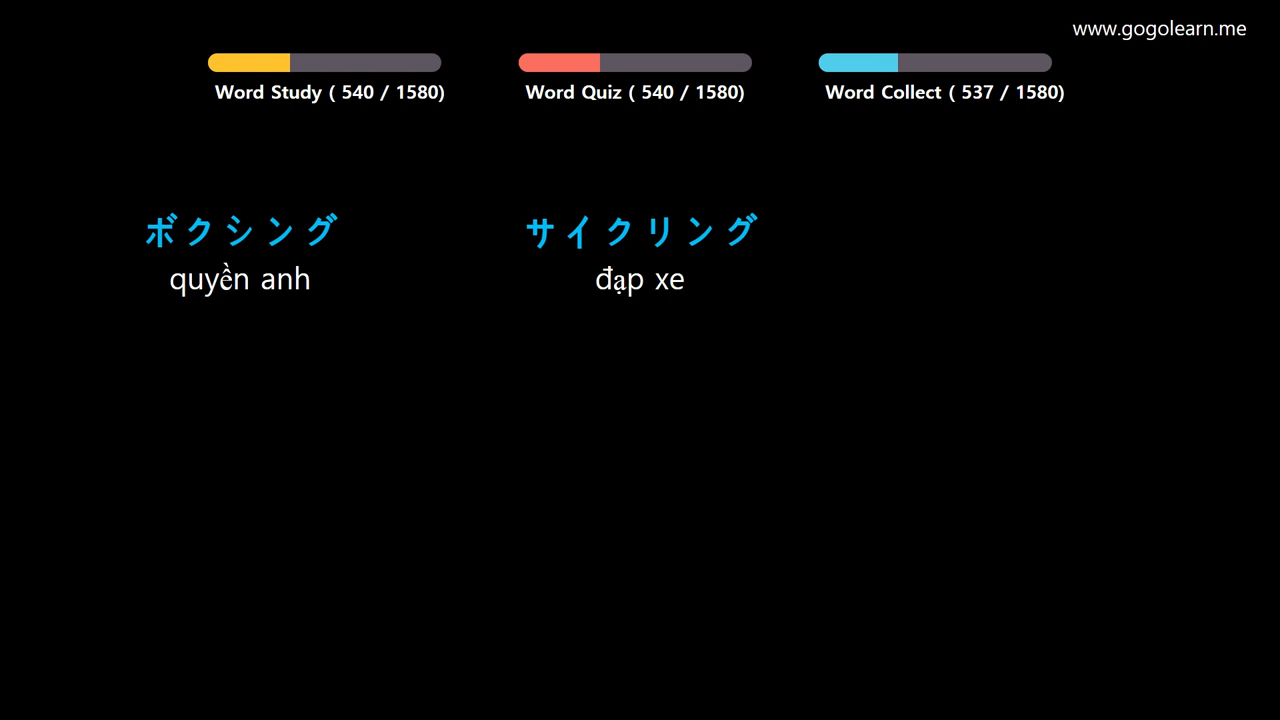 www.gogolearn.me
Word Study ( 540 / 1580)
Word Quiz ( 540 / 1580)
Word Collect ( 537 / 1580)
ボクシング
quyền anh
サイクリング
đạp xe